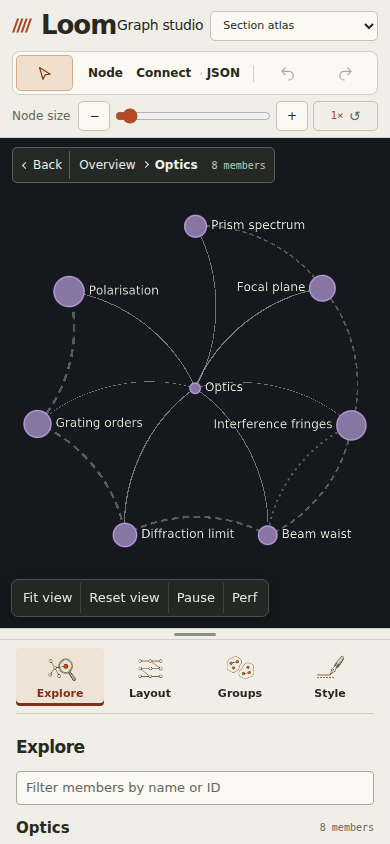 Loom Graph studio Section atlas
Node Connect · JSON
Node size − + 1× ↺
‹ Back Overview › Optics 8 members
Prism spectrum
Focal plane
Polarisation
Optics
Grating orders
Interference fringes
Diffraction limit
Beam waist
Fit view Reset view Pause Perf
Explore Layout Groups Style
Explore
Filter members by name or ID
Optics 8 members